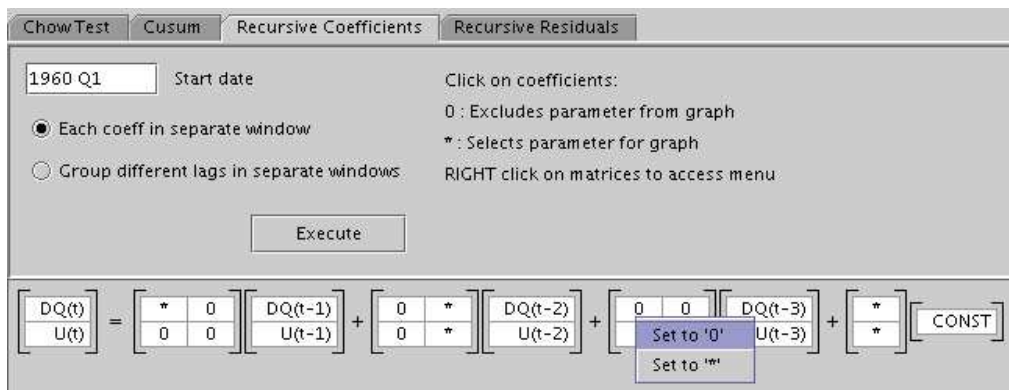 Chow Test Cusum Recursive Coefficients Recursive Residuals
1960 Q1 Start date
Click on coefficients:
0 : Excludes parameter from graph
Each coeff in separate window
* : Selects parameter for graph
Group different lags in separate windows
RIGHT click on matrices to access menu
Execute
DQ(t) * 0 DQ(t-1) 0 * DQ(t-2) 0 0 DQ(t-3) *
= + + + CONST
U(t) 0 0 U(t-1) 0 * U(t-2) U(t-3) *
Set to '0'
Set to '*'